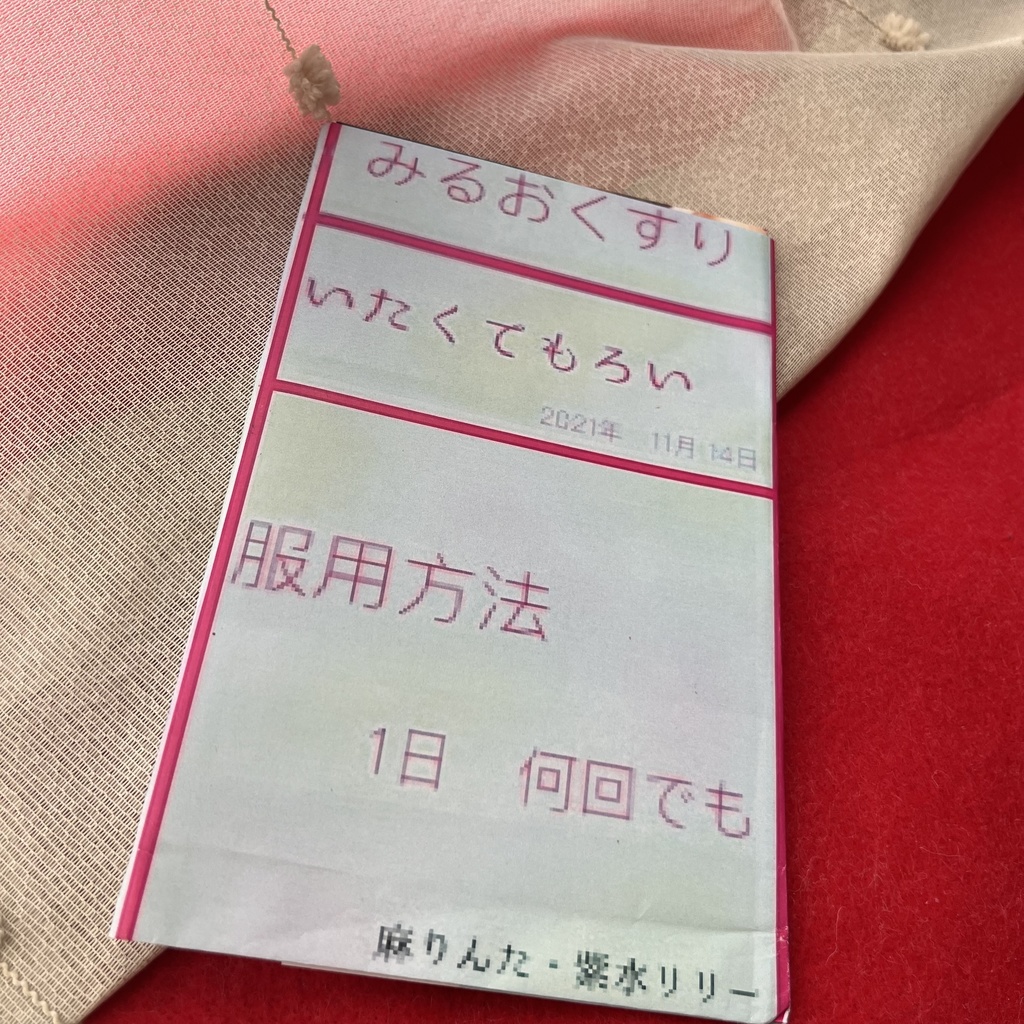 みるおくすり
いたくてもろい
2021年 11月14日
服用方法
1日 何回でも
麻りんた・紫水リリー